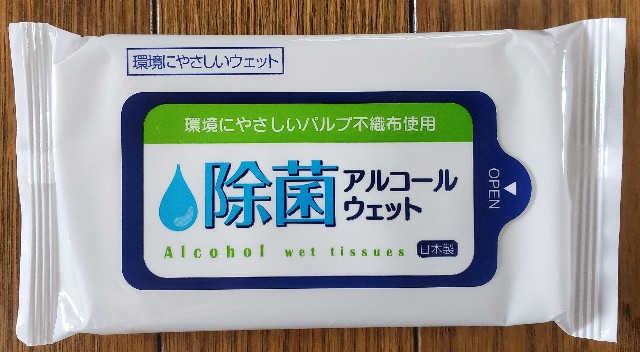 環境にやさしいウェット
環境にやさしいパルプ不織布使用
除菌アルコール
ウェット
Alcohol wet tissues 日本製
OPEN